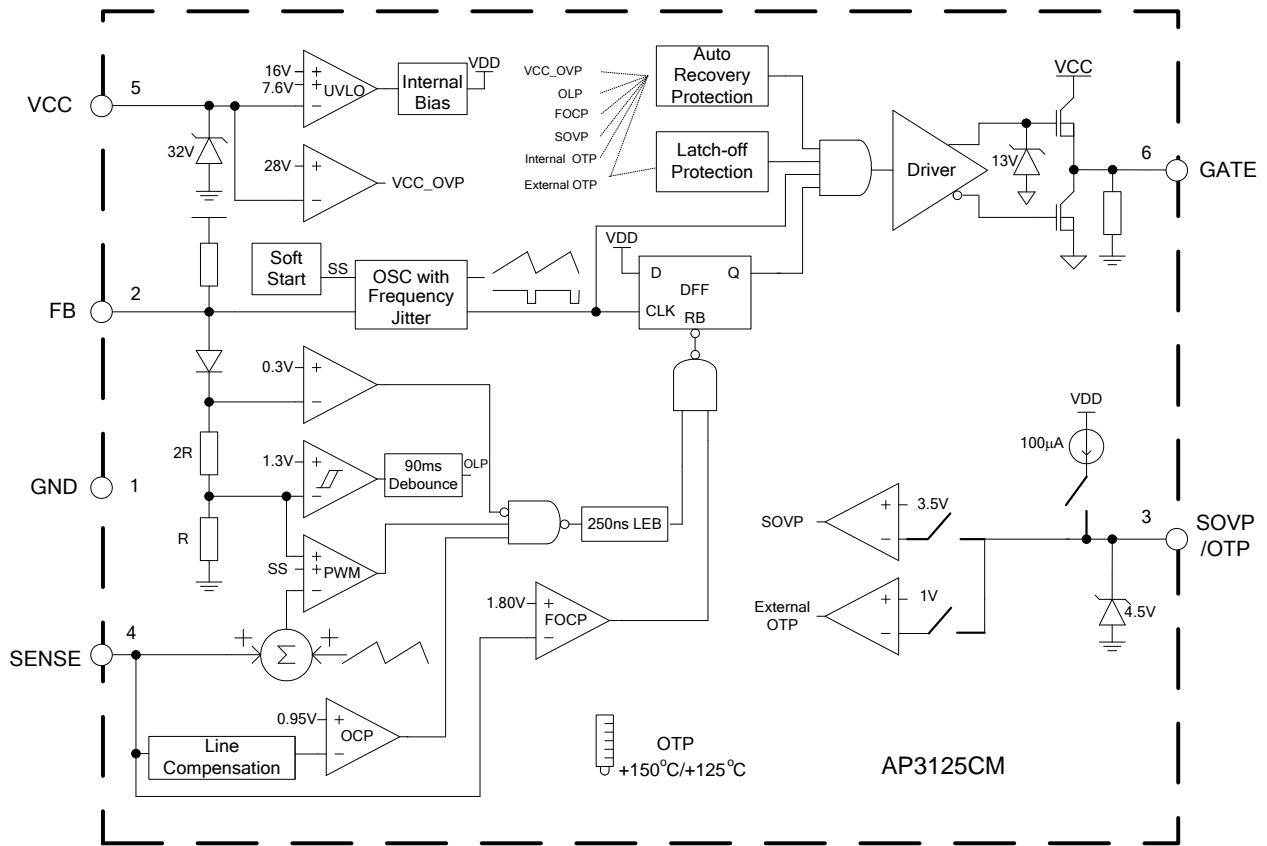 VCC
5
16V
7.6V
+
+
−
UVLO
Internal
Bias
VDD
32V
28V
+
−
VCC_OVP
VCC_OVP
OLP
FOCP
SOVP
Internal OTP
External OTP
Auto
Recovery
Protection
Latch-off
Protection
Driver
VCC
13V
6
GATE
Soft
Start
SS
OSC with
Frequency
Jitter
VDD
D
Q
DFF
CLK
RB
FB
2
0.3V
+
−
2R
1.3V
+
−
90ms
Debounce
OLP
GND
1
R
SS
+
+
−
PWM
250ns LEB
1.80V
+
−
FOCP
SENSE
4
+
+
Σ
0.95V
+
−
OCP
Line
Compensation
VDD
100μA
SOVP
+
−
3.5V
External
OTP
+
−
1V
3
SOVP
/OTP
4.5V
OTP
+150°C/+125°C
AP3125CM